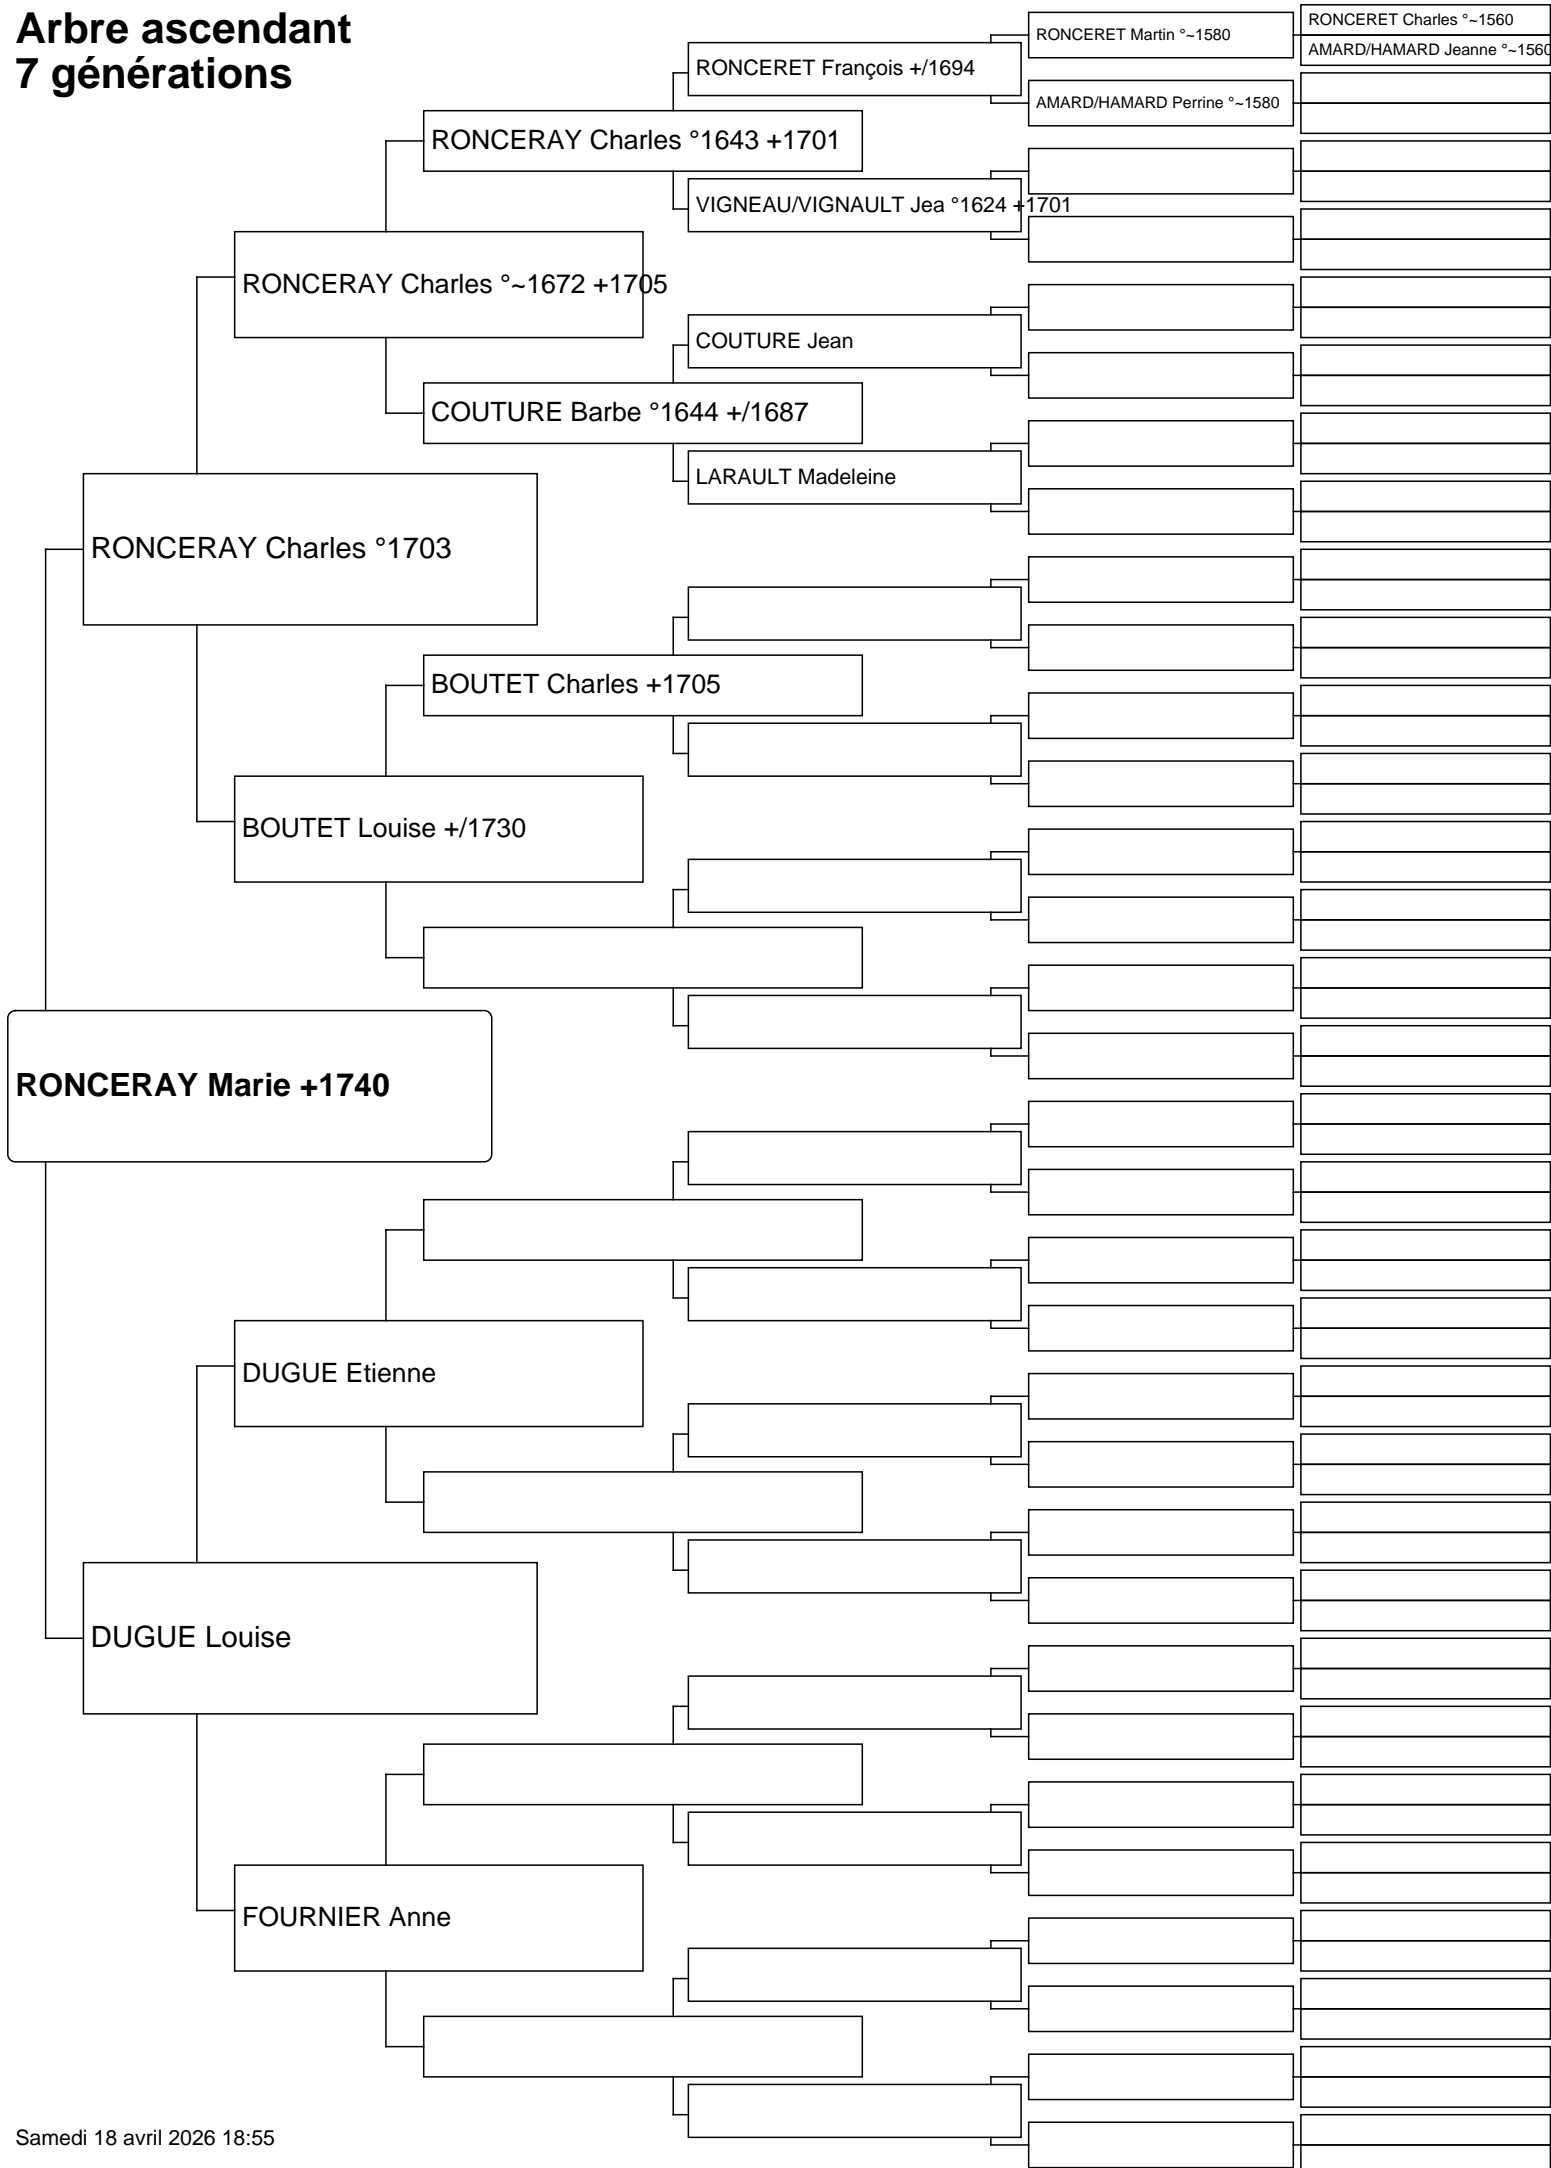 Arbre ascendant
7 générations
RONCERET Charles °~1560
RONCERET Martin °~1580
AMARD/HAMARD Jeanne °~1560
RONCERET François +/1694
AMARD/HAMARD Perrine °~1580
RONCERAY Charles °1643 +1701
VIGNEAU/VIGNAULT Jea °1624 +1701
RONCERAY Charles °~1672 +1705
COUTURE Jean
COUTURE Barbe °1644 +/1687
LARAULT Madeleine
RONCERAY Charles °1703
BOUTET Charles +1705
BOUTET Louise +/1730
RONCERAY Marie +1740
DUGUE Etienne
DUGUE Louise
FOURNIER Anne
Samedi 18 avril 2026 18:55